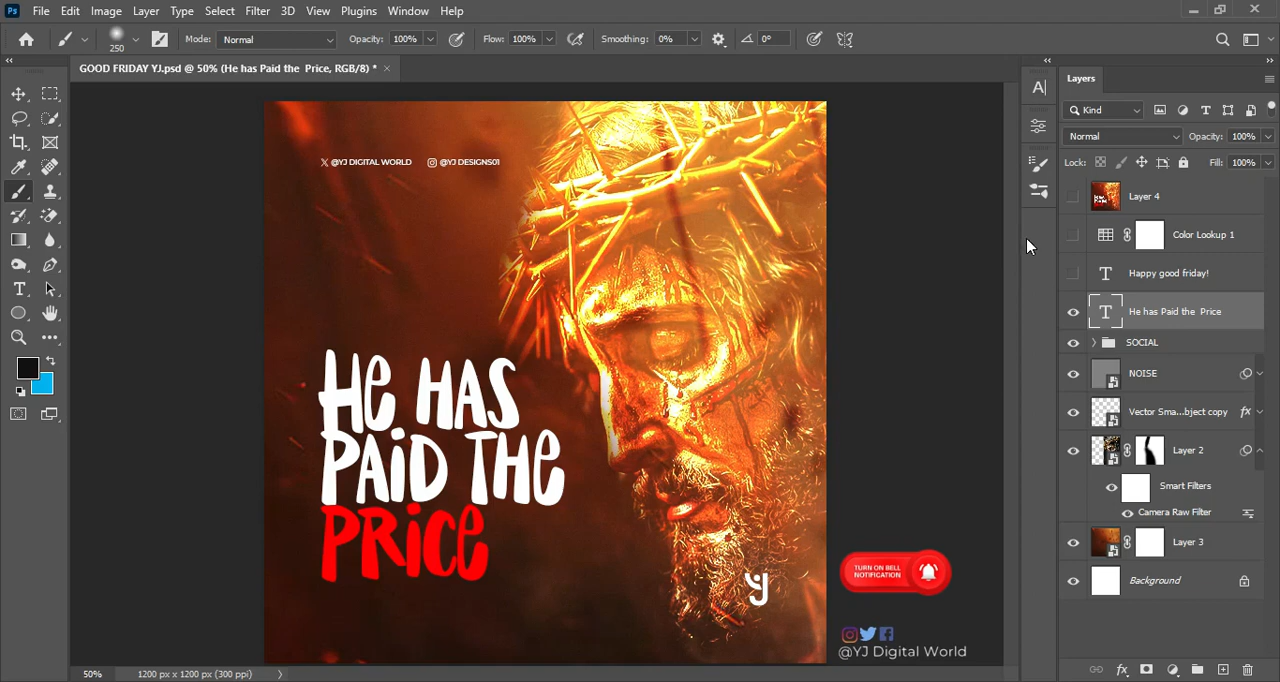 Ps File Edit Image Layer Type Select Filter 3D View Plugins Window Help
250 Mode: Normal Opacity: 100% Flow: 100% Smoothing: 0% 0°
GOOD FRIDAY YJ.psd @ 50% (He has Paid the  Price, RGB/8) * ×
Layers
Kind
Normal Opacity: 100%
Lock: Fill: 100%
Layer 4
Color Lookup 1
Happy good friday!
He has Paid the  Price
SOCIAL
NOISE
Vector Sma...bject copy fx
Layer 2
Smart Filters
Camera Raw Filter
Layer 3
Background
@YJ DIGITAL WORLD @YJ DESIGNS01
HE HAS
PAID THE
PRICE
YJ
TURN ON BELL
NOTIFICATION
@YJ Digital World
50% 1200 px x 1200 px (300 ppi)